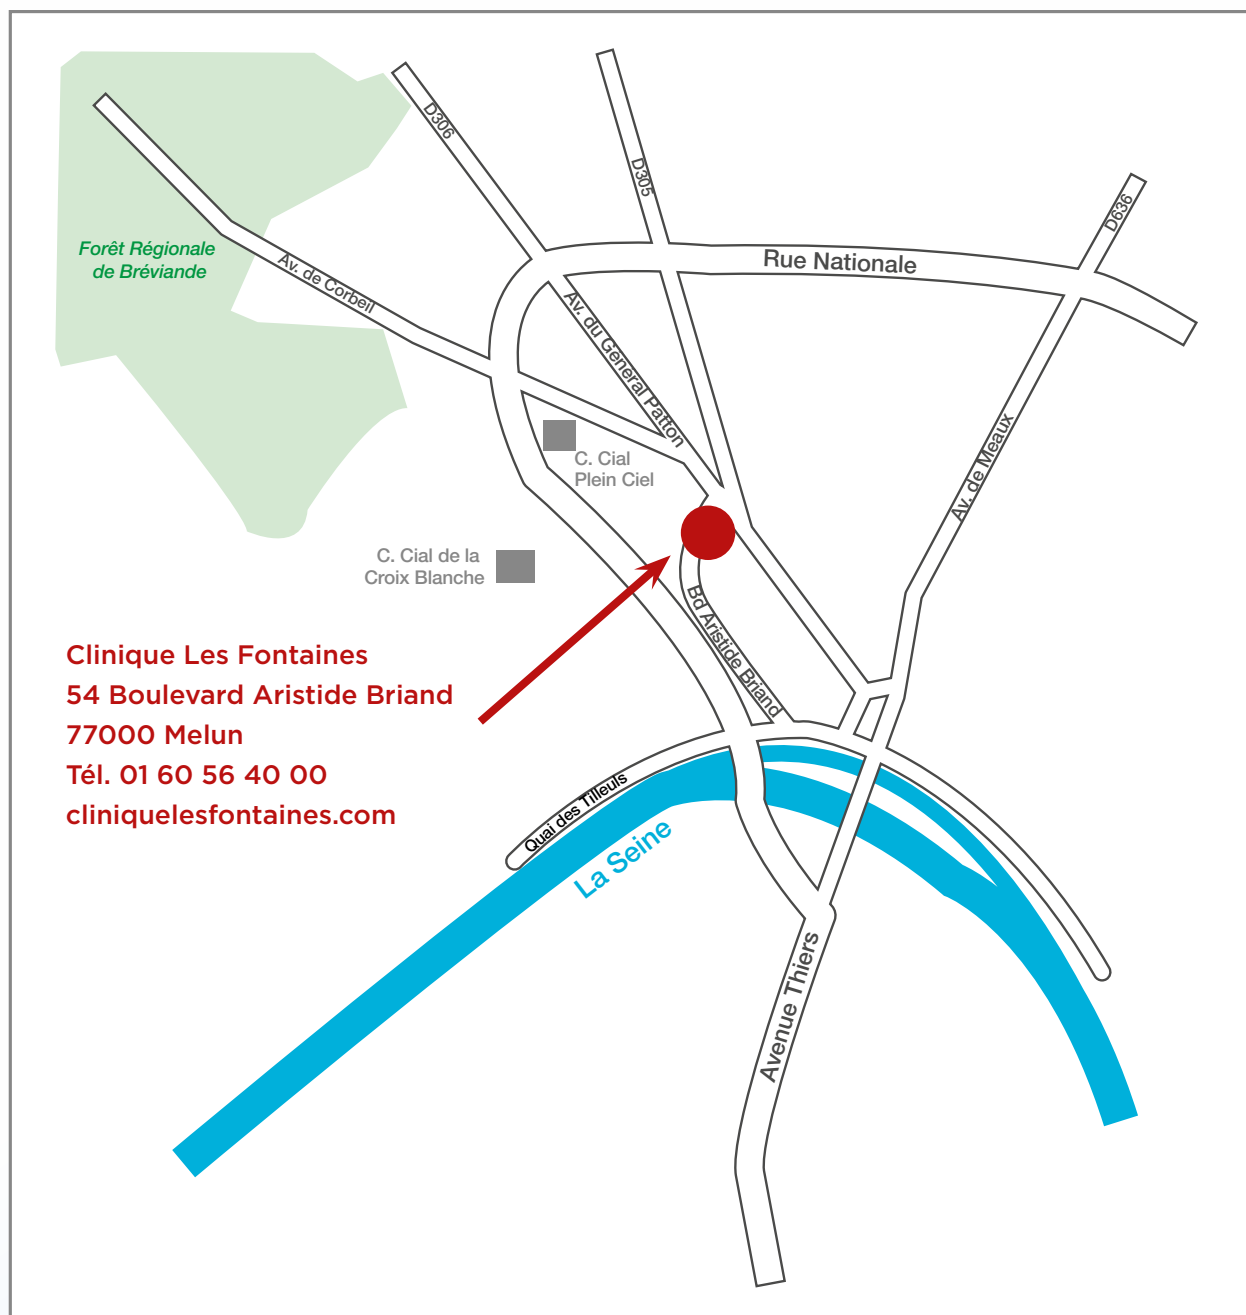 D306
D305
D636
Forêt Régionale
de Bréviande
Av. de Corbeil
Rue Nationale
Av. du Général Patton
C. Cial
Plein Ciel
Av. de Meaux
C. Cial de la
Croix Blanche
Bd Aristide Briand
Clinique Les Fontaines
54 Boulevard Aristide Briand
77000 Melun
Tél. 01 60 56 40 00
cliniquelesfontaines.com
Quai des Tilleuls
La Seine
Avenue Thiers